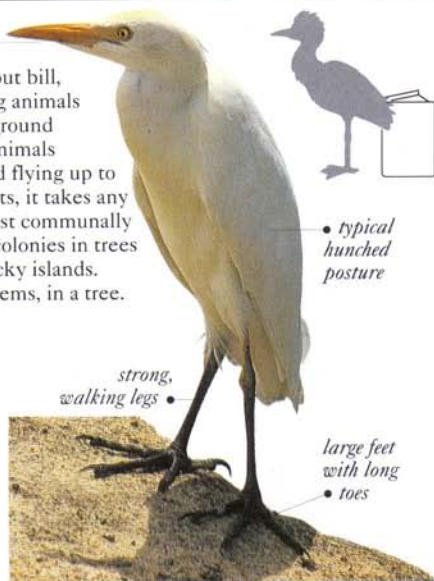 out bill,
g animals
round
nimals
d flying up to
ts, it takes any
st communally
colonies in trees
cky islands.
ems, in a tree.
typical
hunched
posture
strong,
walking legs
large feet
with long
toes